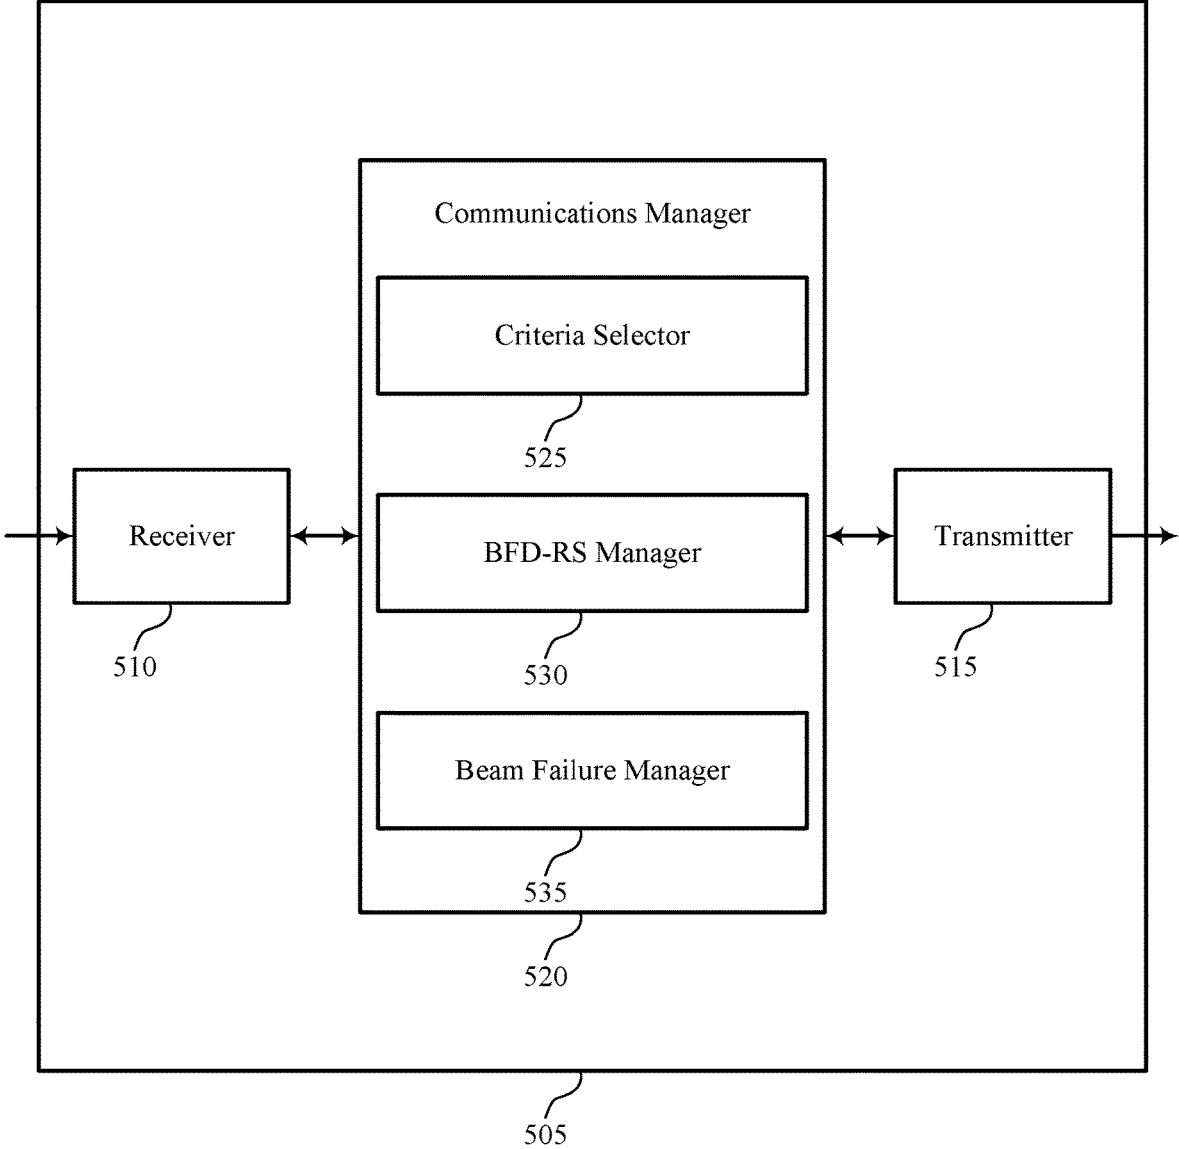 Communications Manager
Criteria Selector
525
Receiver
510
BFD-RS Manager
530
Transmitter
515
Beam Failure Manager
535
520
505